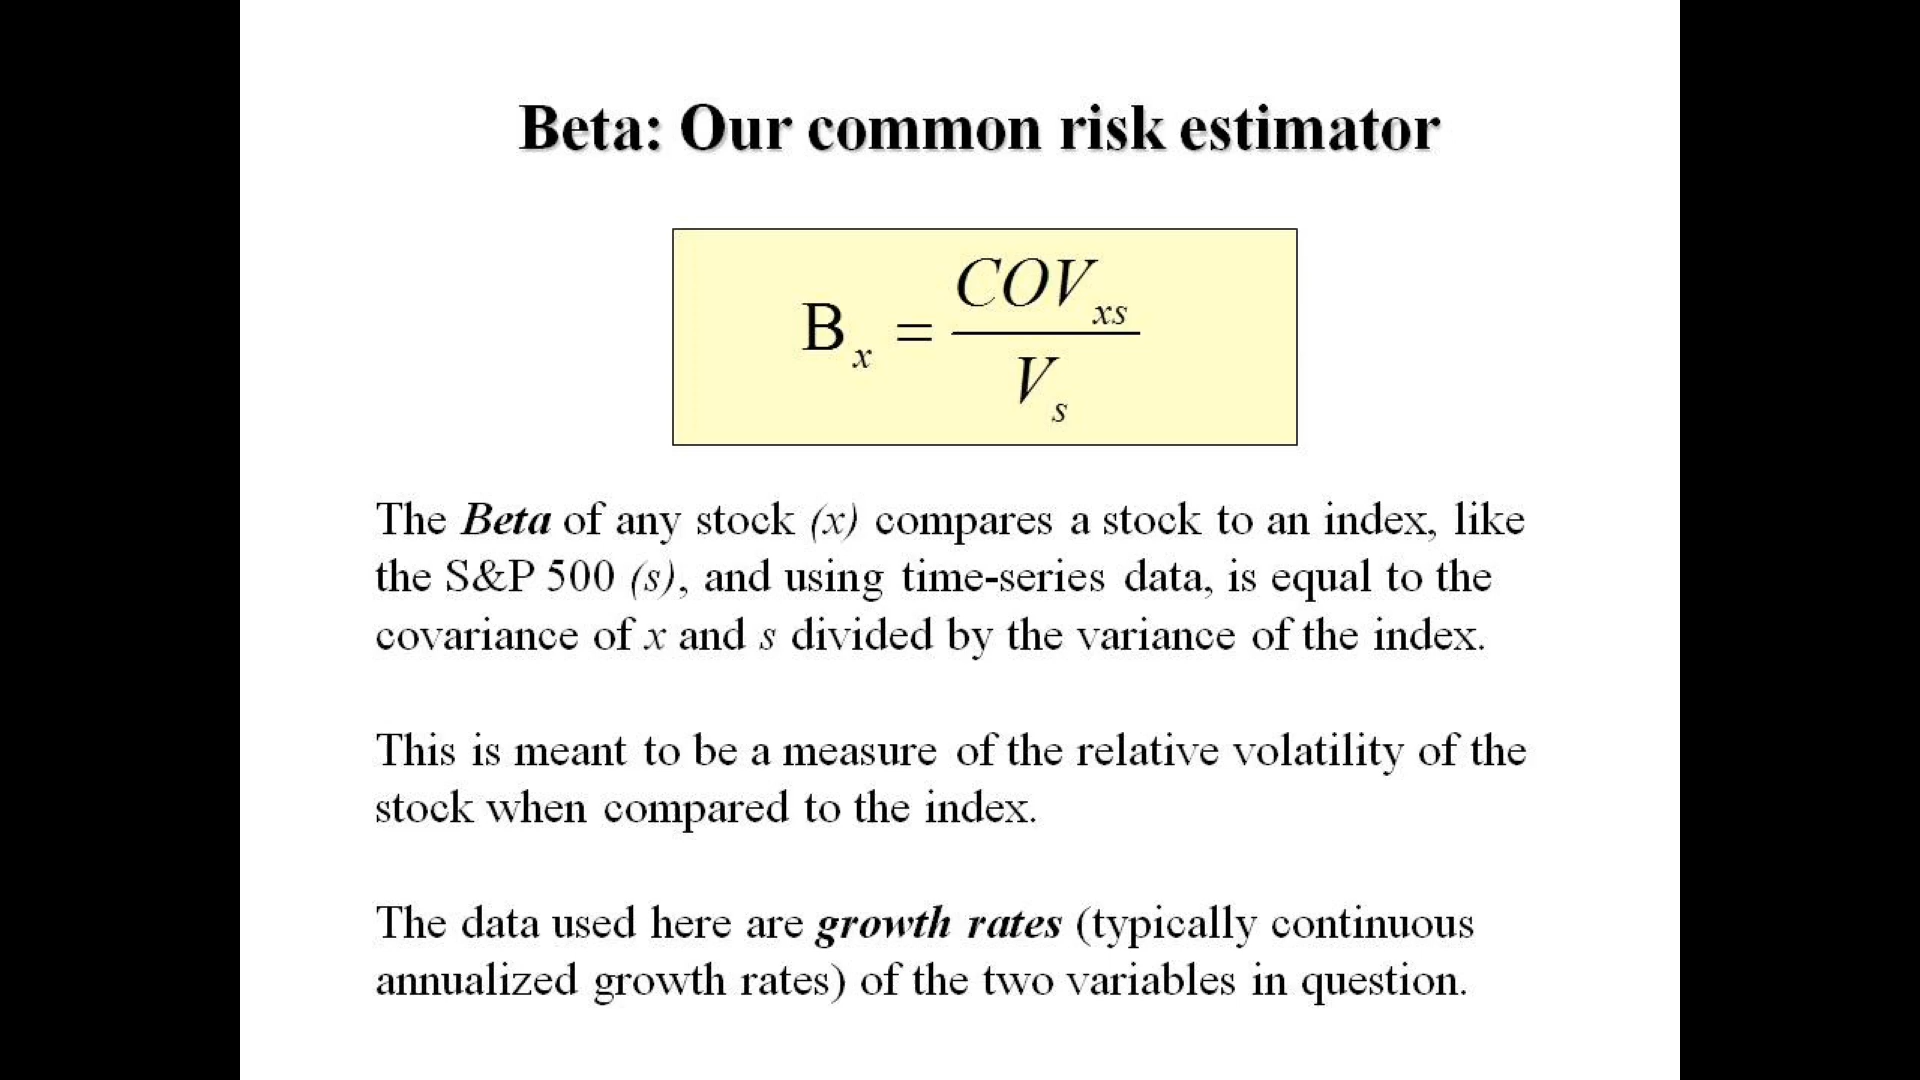 Beta: Our common risk estimator
B_x = COV_xs / V_s
The Beta of any stock (x) compares a stock to an index, like
the S&P 500 (s), and using time-series data, is equal to the
covariance of x and s divided by the variance of the index.
This is meant to be a measure of the relative volatility of the
stock when compared to the index.
The data used here are growth rates (typically continuous
annualized growth rates) of the two variables in question.